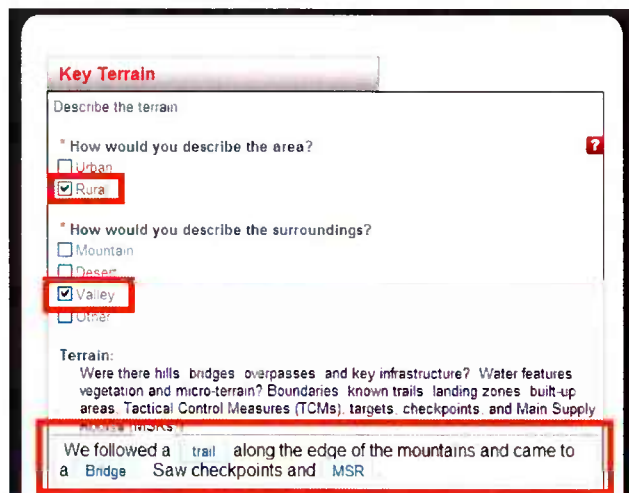 Key Terrain
Describe the terrain
* How would you describe the area?
?
Urban
Rural
* How would you describe the surroundings?
Mountain
Desert
Valley
Other
Terrain:
Were there hills bridges overpasses and key infrastructure? Water features
vegetation and micro-terrain? Boundaries known trails landing zones built-up
areas, Tactical Control Measures (TCMs), targets, checkpoints, and Main Supply
(MSRs)
We followed a trail along the edge of the mountains and came to
a Bridge Saw checkpoints and MSR .